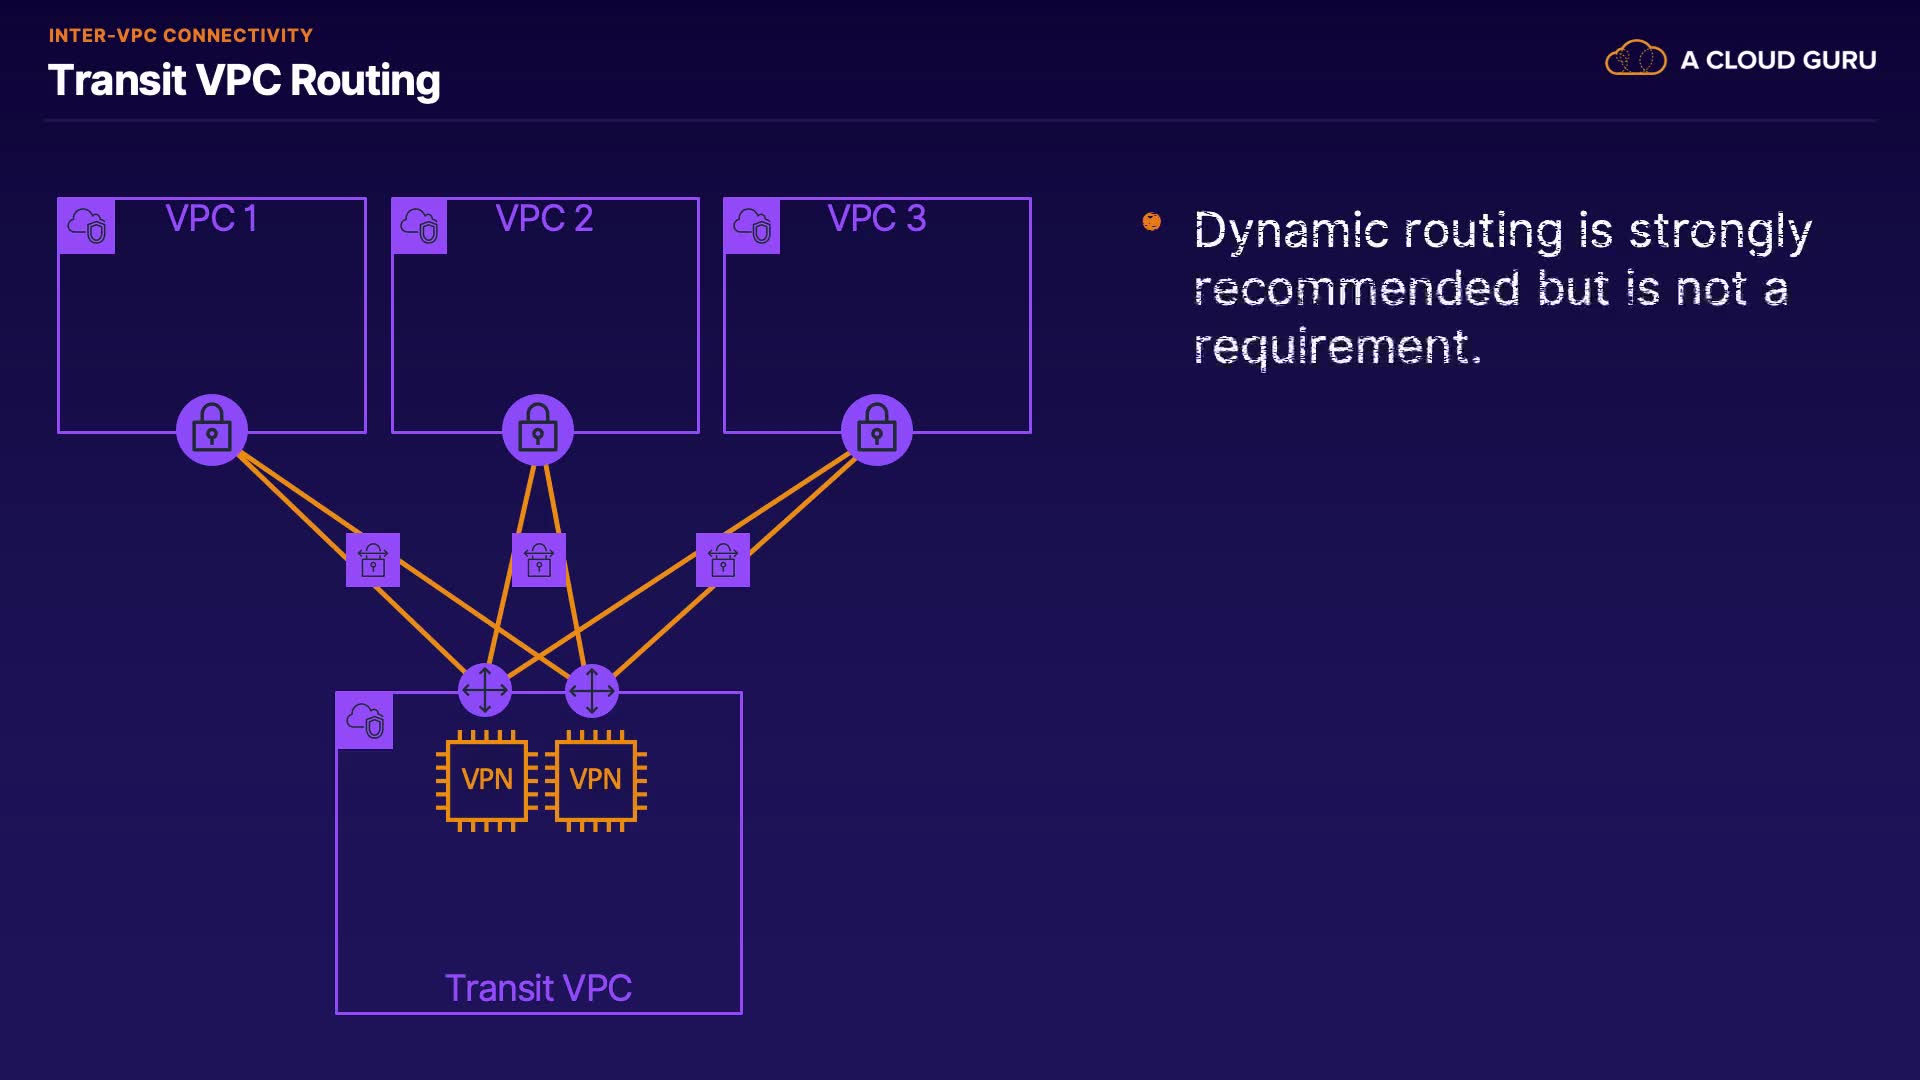 INTER-VPC CONNECTIVITY
Transit VPC Routing
A CLOUD GURU
VPC 1
VPC 2
VPC 3
Dynamic routing is strongly
recommended but is not a
requirement.
VPN
VPN
Transit VPC